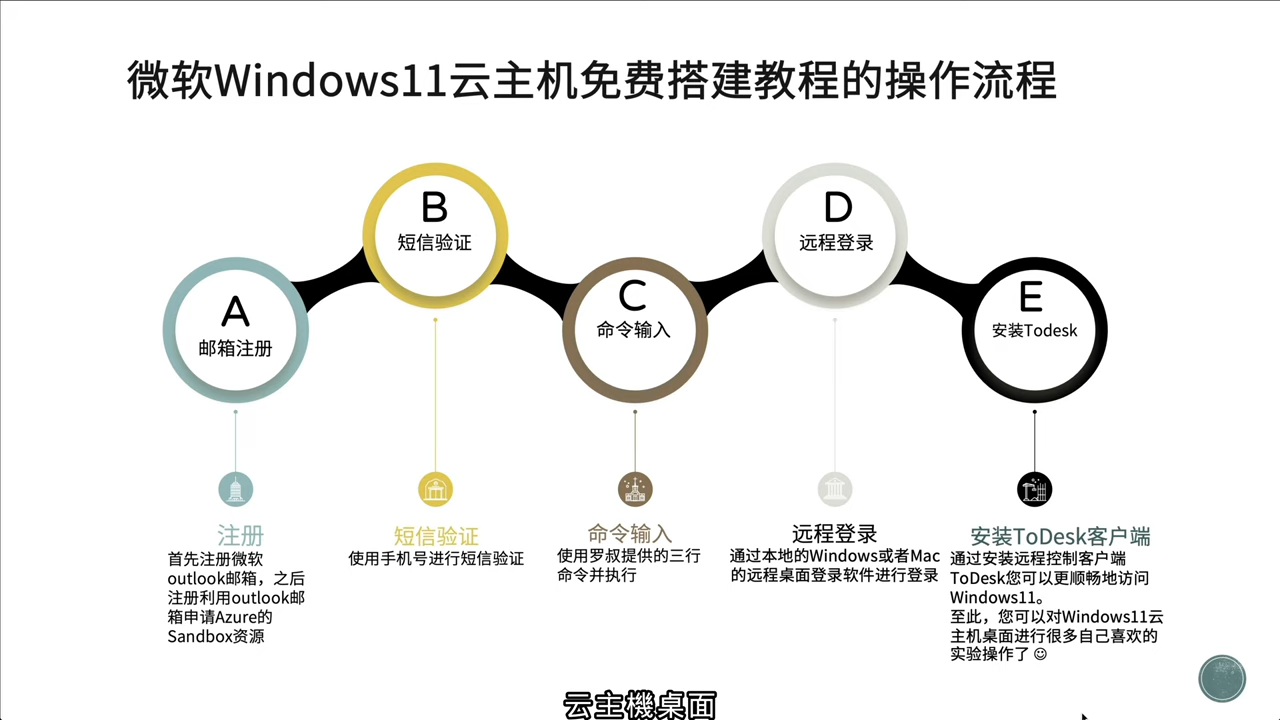 微软Windows11云主机免费搭建教程的操作流程
A
邮箱注册
B
短信验证
C
命令输入
D
远程登录
E
安装Todesk
注册
首先注册微软
outlook邮箱，之后
注册利用outlook邮
箱申请Azure的
Sandbox资源
短信验证
使用手机号进行短信验证
命令输入
使用罗叔提供的三行
命令并执行
远程登录
通过本地的Windows或者Mac
的远程桌面登录软件进行登录
安装ToDesk客户端
通过安装远程控制客户端
ToDesk您可以更顺畅地访问
Windows11。
至此，您可以对Windows11云
主机桌面进行很多自己喜欢的
实验操作了☺
云主機桌面